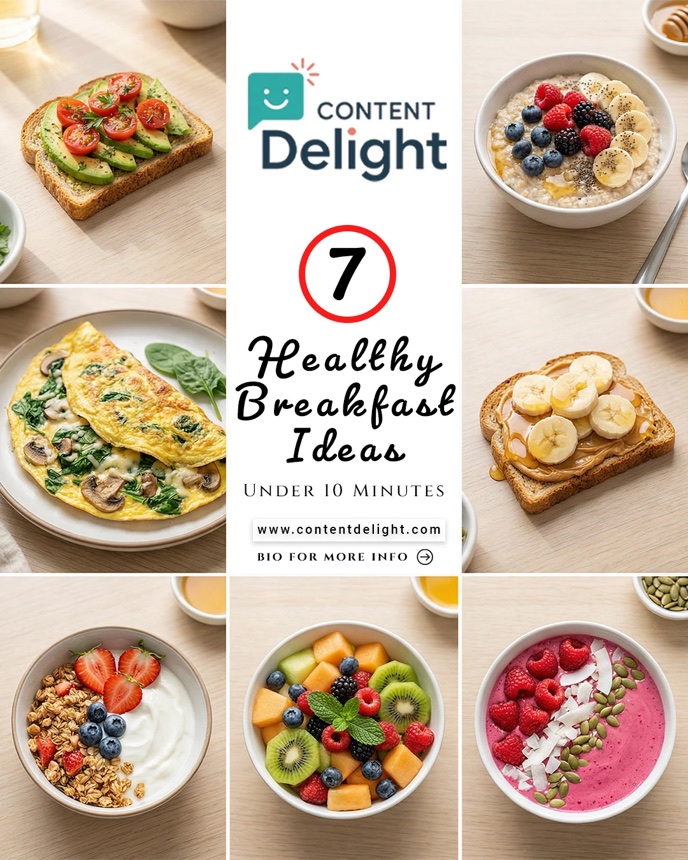 CONTENT
Delight
7
Healthy
Breakfast
Ideas
Under 10 Minutes
www.contentdelight.com
Bio for more info